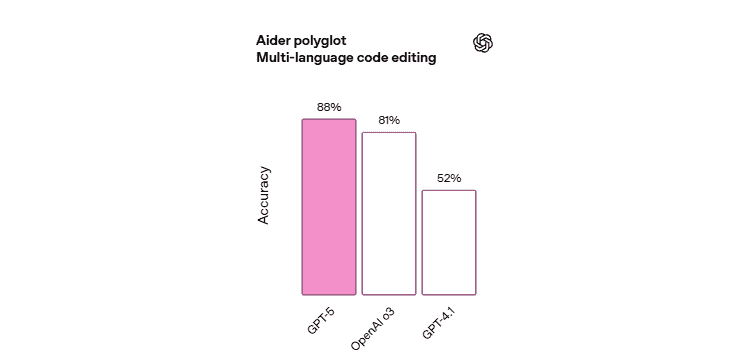 Aider polyglot
Multi-language code editing
88%
81%
52%
Accuracy
GPT-5
OpenAI o3
GPT-4.1